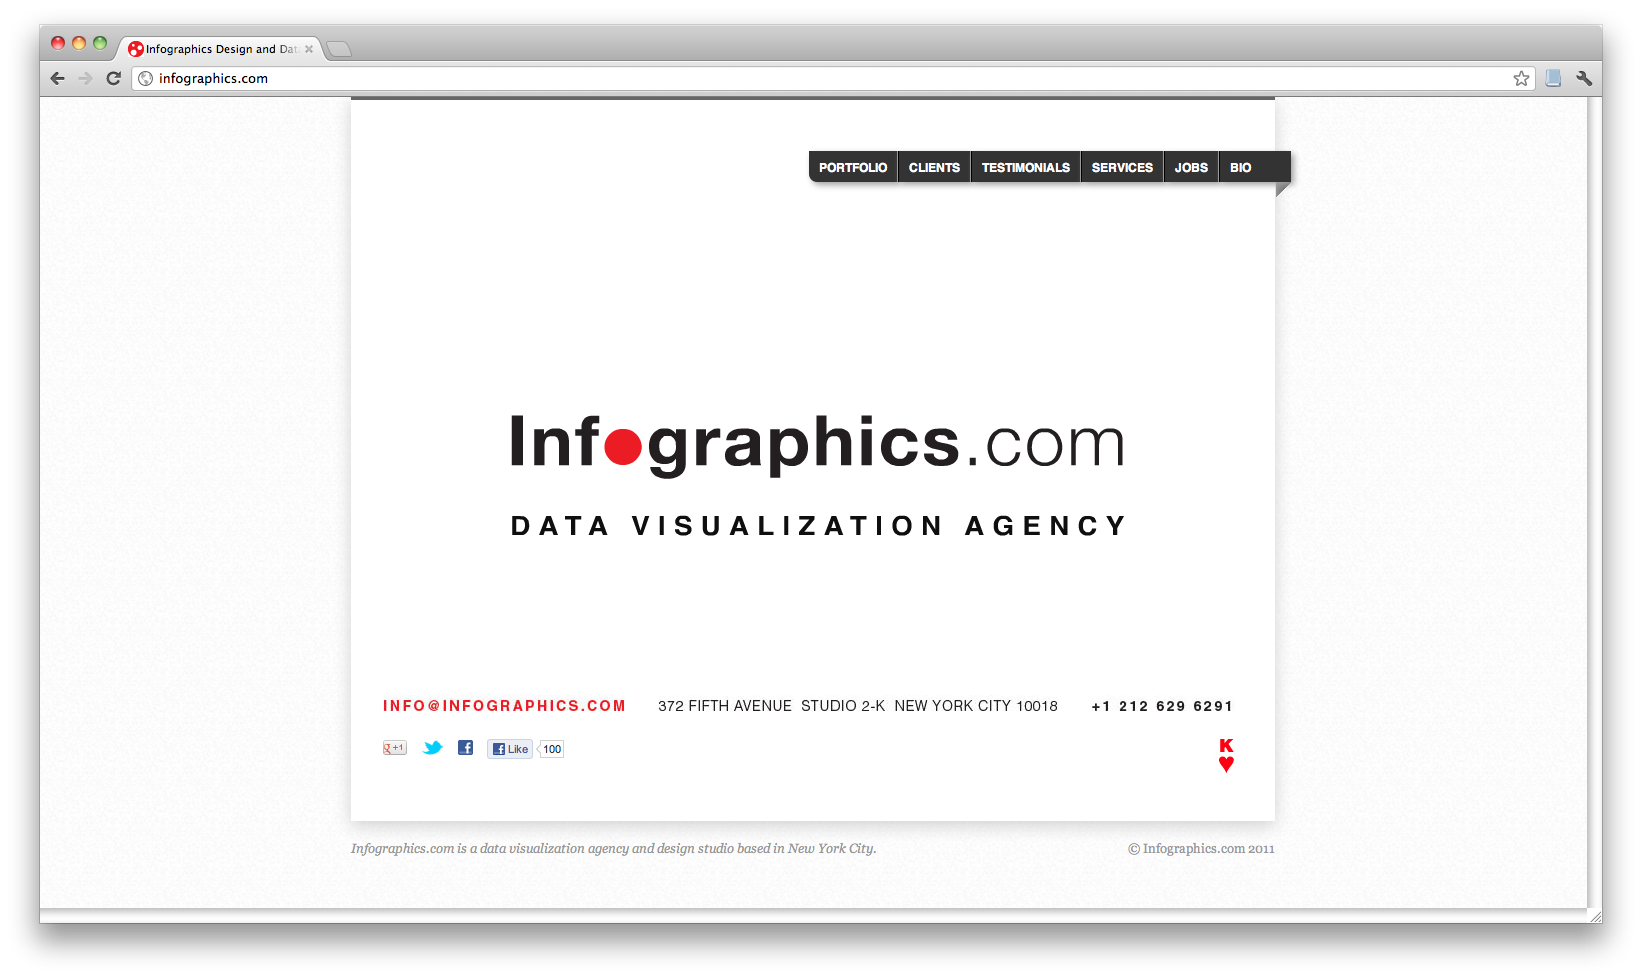 Infographics Design and Dat
infographics.com
PORTFOLIO CLIENTS TESTIMONIALS SERVICES JOBS BIO
Infographics.com
DATA VISUALIZATION AGENCY
INFO@INFOGRAPHICS.COM 372 FIFTH AVENUE STUDIO 2-K NEW YORK CITY 10018 +1 212 629 6291
g +1 f f Like 100 K
Infographics.com is a data visualization agency and design studio based in New York City. © Infographics.com 2011